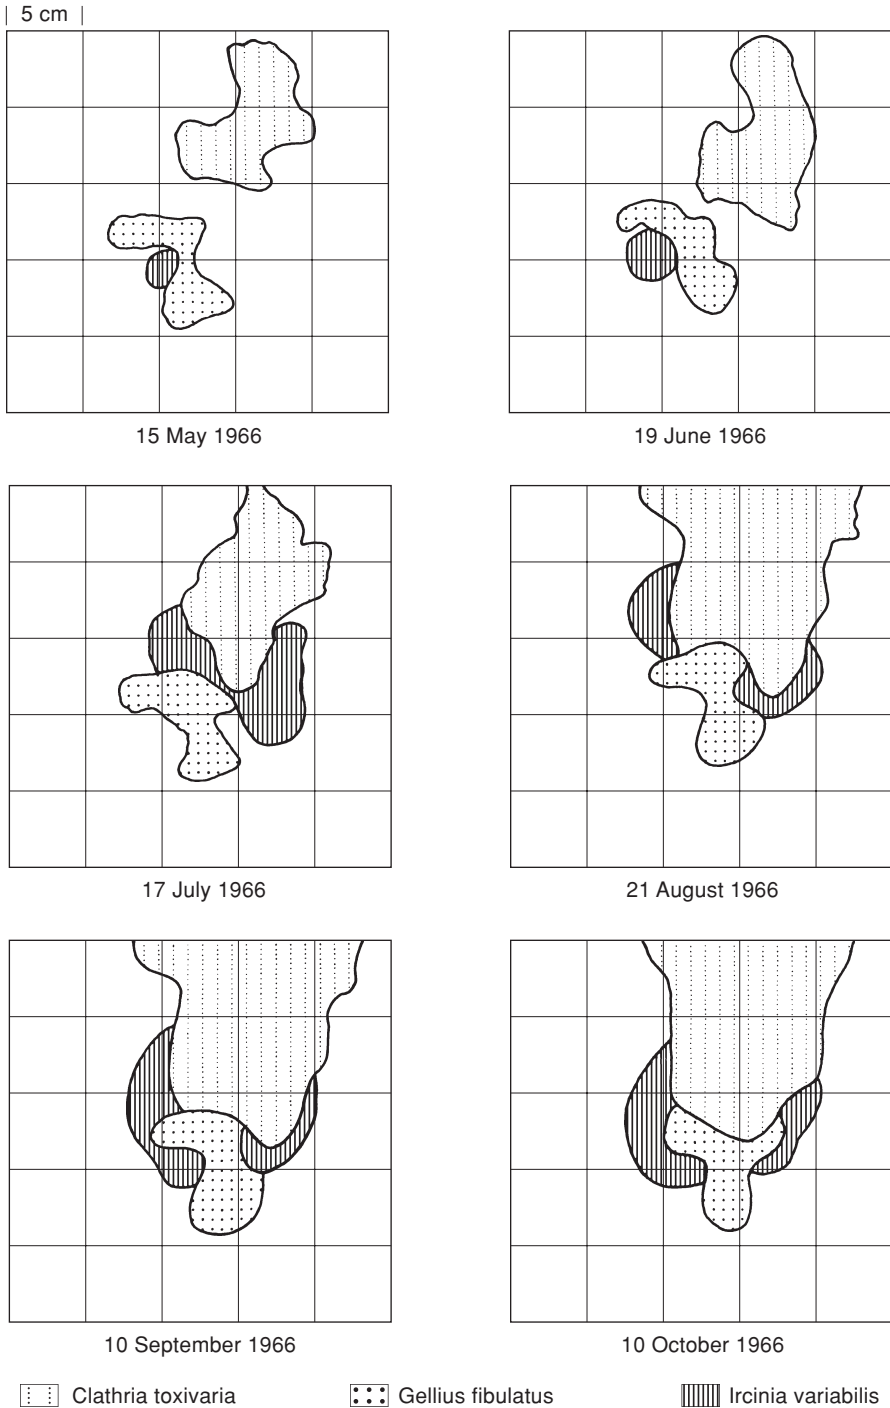 5 cm
15 May 1966
19 June 1966
17 July 1966
21 August 1966
10 September 1966
10 October 1966
Clathria toxivaria
Gellius fibulatus
Ircinia variabilis